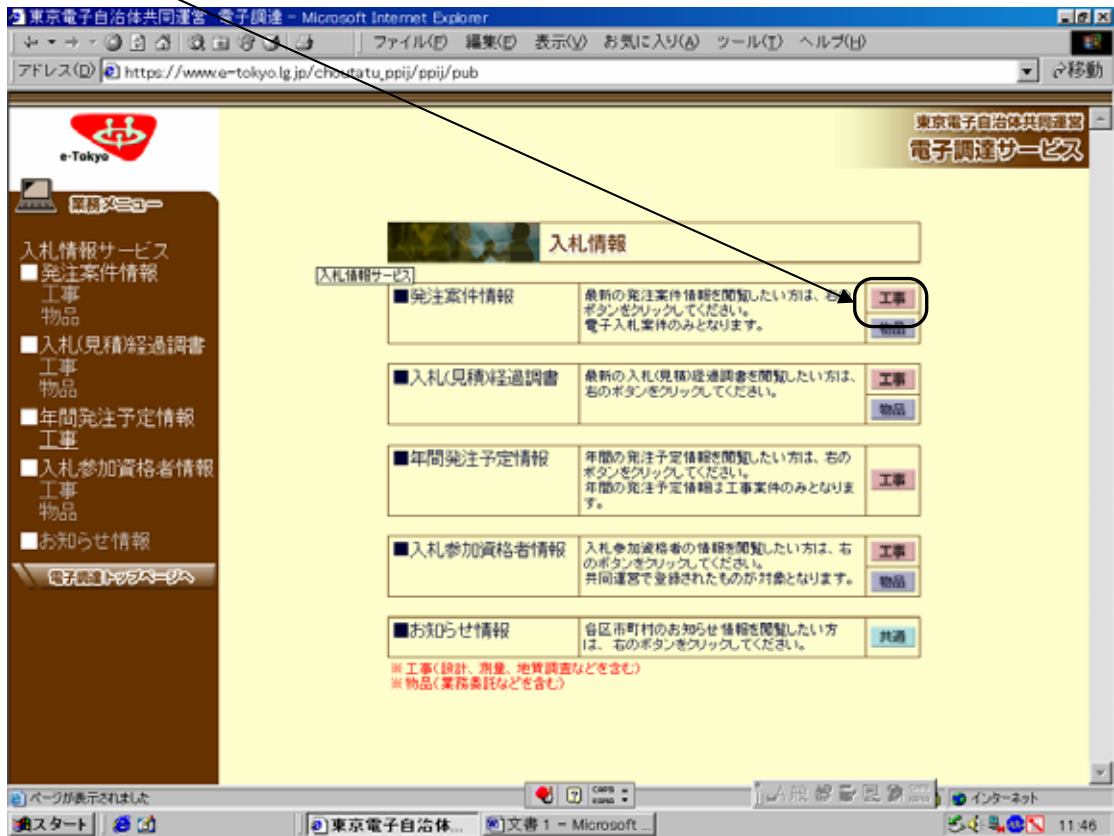 東京電子自治体共同運営 電子調達 - Microsoft Internet Explorer
ファイル(F) 編集(E) 表示(V) お気に入り(A) ツール(T) ヘルプ(H)
アドレス(D) https://www.e-tokyo.lg.jp/choutatu_ppij/ppij/pub 移動
e-Tokyo
東京電子自治体共同運営
電子調達サービス
業務メニュー
入札情報サービス
■発注案件情報
工事
物品
■入札(見積)経過調書
工事
物品
■年間発注予定情報
工事
■入札参加資格者情報
工事
物品
■お知らせ情報
電子調達トップページへ
入札情報
入札情報サービス
■発注案件情報
最新の発注案件情報を閲覧したい方は、右の
ボタンをクリックしてください。
電子入札案件のみとなります。
工事
物品
■入札(見積)経過調書
最新の入札(見積)経過調書を閲覧したい方は、
右のボタンをクリックしてください。
工事
物品
■年間発注予定情報
年間の発注予定情報を閲覧したい方は、右の
ボタンをクリックしてください。
年間の発注予定情報は工事案件のみとなりま
す。
工事
■入札参加資格者情報
入札参加資格者の情報を閲覧したい方は、右
のボタンをクリックしてください。
共同運営で登録されたものが対象となります。
工事
物品
■お知らせ情報
各区市町村のお知らせ情報を閲覧したい方
は、右のボタンをクリックしてください。
共通
※工事(設計、測量、地質調査などを含む)
※物品(業務委託などを含む)
ページが表示されました
CAPS
KANA
インターネット
スタート
東京電子自治体...
文書 1 - Microsoft ...
11:46